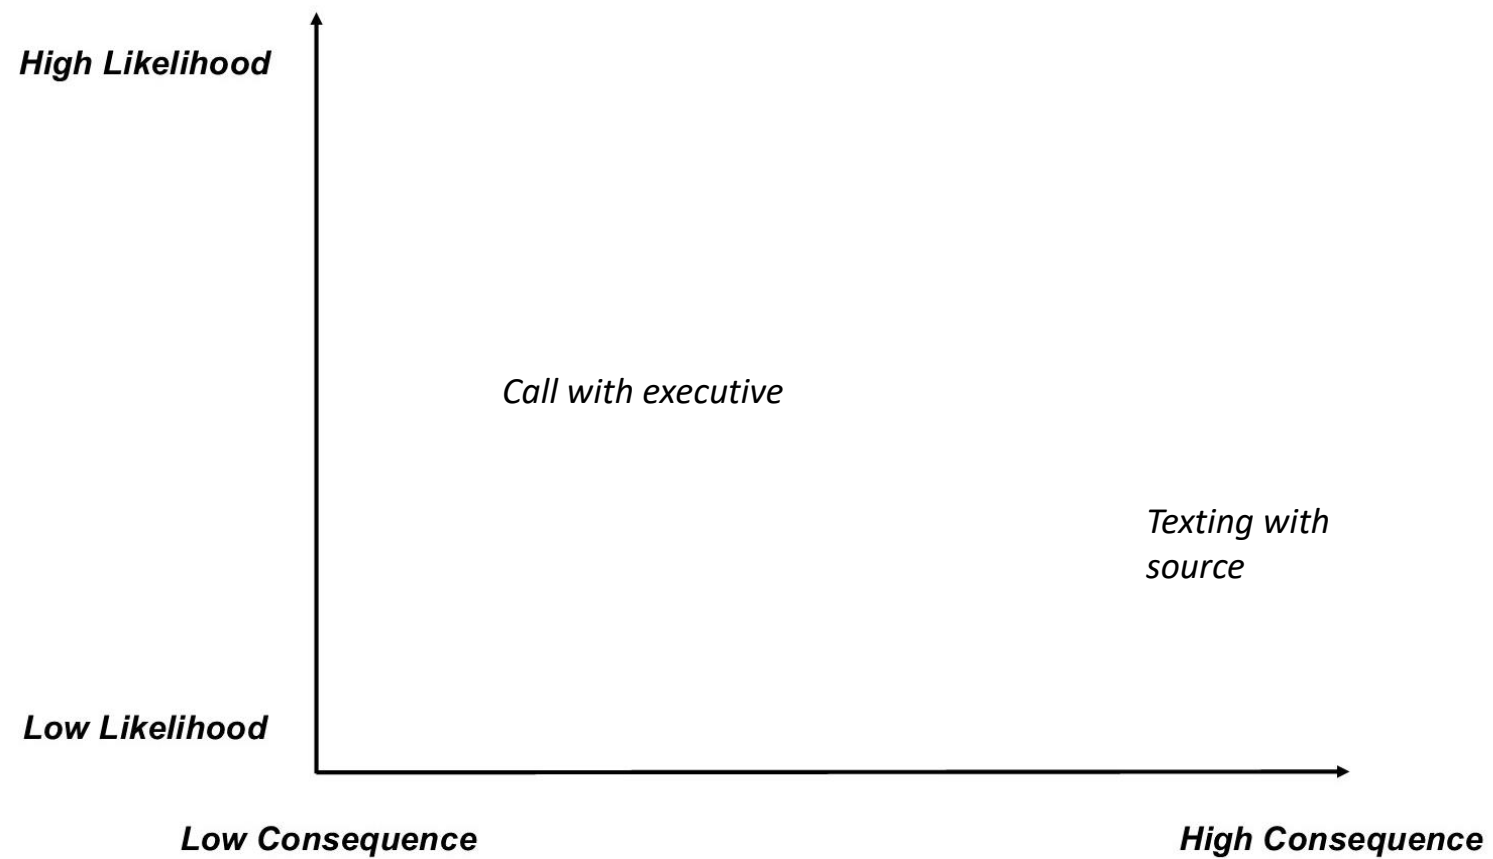 High Likelihood
Call with executive
Texting with
source
Low Likelihood
Low Consequence
High Consequence